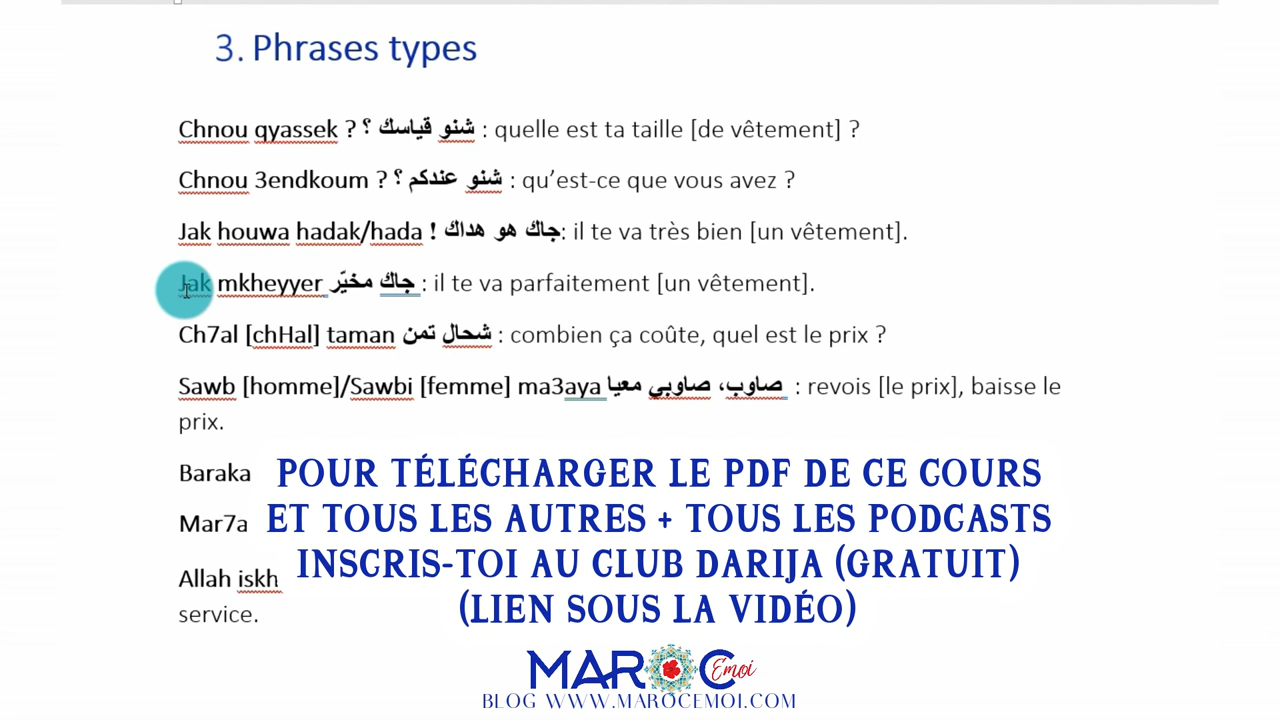 3. Phrases types
Chnou qyassek ? شنو قياسك ؟ : quelle est ta taille [de vêtement] ?
Chnou 3endkoum ? شنو عندكم ؟ : qu’est-ce que vous avez ?
Jak houwa hadak/hada ! جاك هو هداك: il te va très bien [un vêtement].
Jak mkheyyer جاك مخيّر : il te va parfaitement [un vêtement].
Ch7al [chHal] taman شحال تمن : combien ça coûte, quel est le prix ?
Sawb [homme]/Sawbi [femme] ma3aya صاوب، صاوبي معيا : revois [le prix], baisse le
prix.
Baraka
POUR TÉLÉCHARGER LE PDF DE CE COURS
Mar7a
ET TOUS LES AUTRES + TOUS LES PODCASTS
INSCRIS-TOI AU CLUB DARIJA (GRATUIT)
Allah iskh
(LIEN SOUS LA VIDÉO)
service.
MAROC Emoi
BLOG WWW.MAROCEMOI.COM